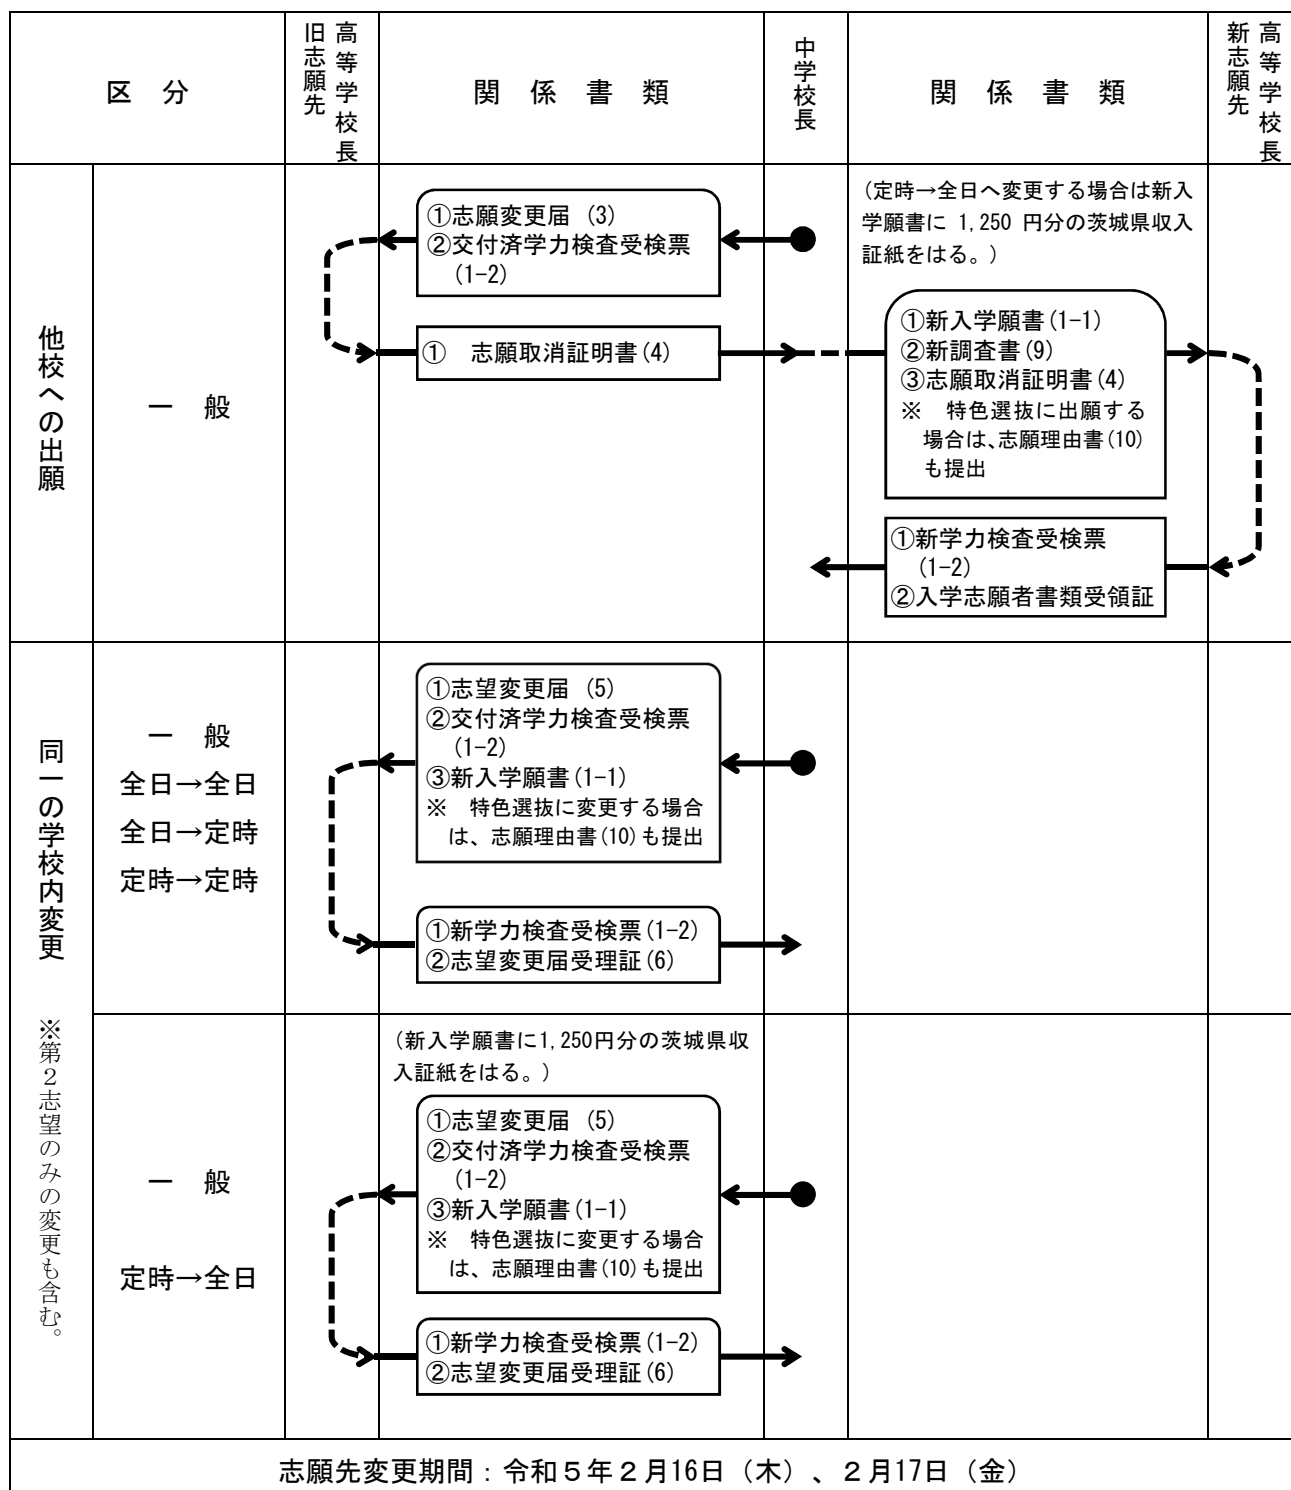 区 分
旧志願先
高等学校長
関 係 書 類
中学校長
関 係 書 類
新志願先
高等学校長
他校への出願
一 般
①志願変更届 (3)
②交付済学力検査受検票
(1-2)
① 志願取消証明書(4)
(定時→全日へ変更する場合は新入
学願書に 1,250 円分の茨城県収入
証紙をはる。)
①新入学願書(1-1)
②新調査書(9)
③志願取消証明書(4)
※ 特色選抜に出願する
場合は、志願理由書(10)
も提出
①新学力検査受検票
(1-2)
②入学志願者書類受領証
同一の学校内変更 ※第2志望のみの変更も含む。
一 般
全日→全日
全日→定時
定時→定時
①志望変更届 (5)
②交付済学力検査受検票
(1-2)
③新入学願書(1-1)
※ 特色選抜に変更する場合
は、志願理由書(10)も提出
①新学力検査受検票(1-2)
②志望変更届受理証(6)
一 般
定時→全日
(新入学願書に1,250円分の茨城県収
入証紙をはる。)
①志望変更届 (5)
②交付済学力検査受検票
(1-2)
③新入学願書(1-1)
※ 特色選抜に変更する場合
は、志願理由書(10)も提出
①新学力検査受検票(1-2)
②志望変更届受理証(6)
志願先変更期間：令和５年２月16日（木）、２月17日（金）